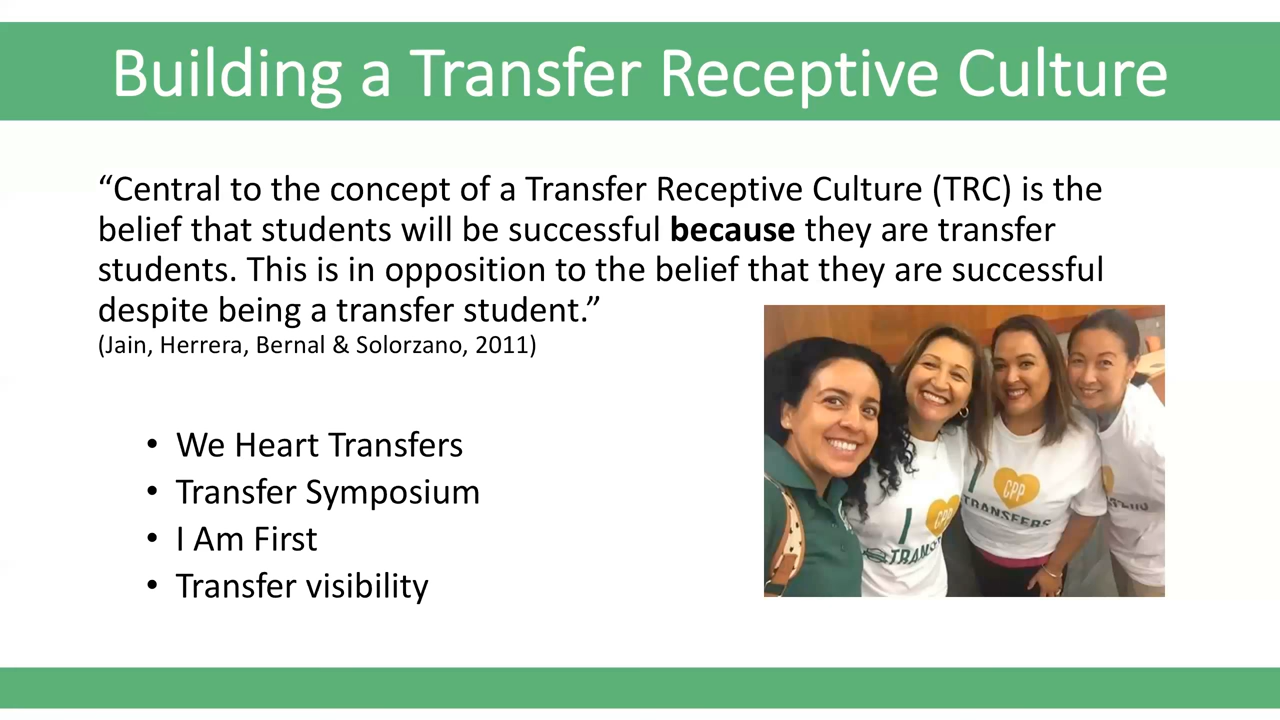 Building a Transfer Receptive Culture
“Central to the concept of a Transfer Receptive Culture (TRC) is the
belief that students will be successful because they are transfer
students. This is in opposition to the belief that they are successful
despite being a transfer student.”
(Jain, Herrera, Bernal & Solorzano, 2011)
• We Heart Transfers
• Transfer Symposium
• I Am First
• Transfer visibility
I CPP
TRANS
I CPP
TRANSFERS